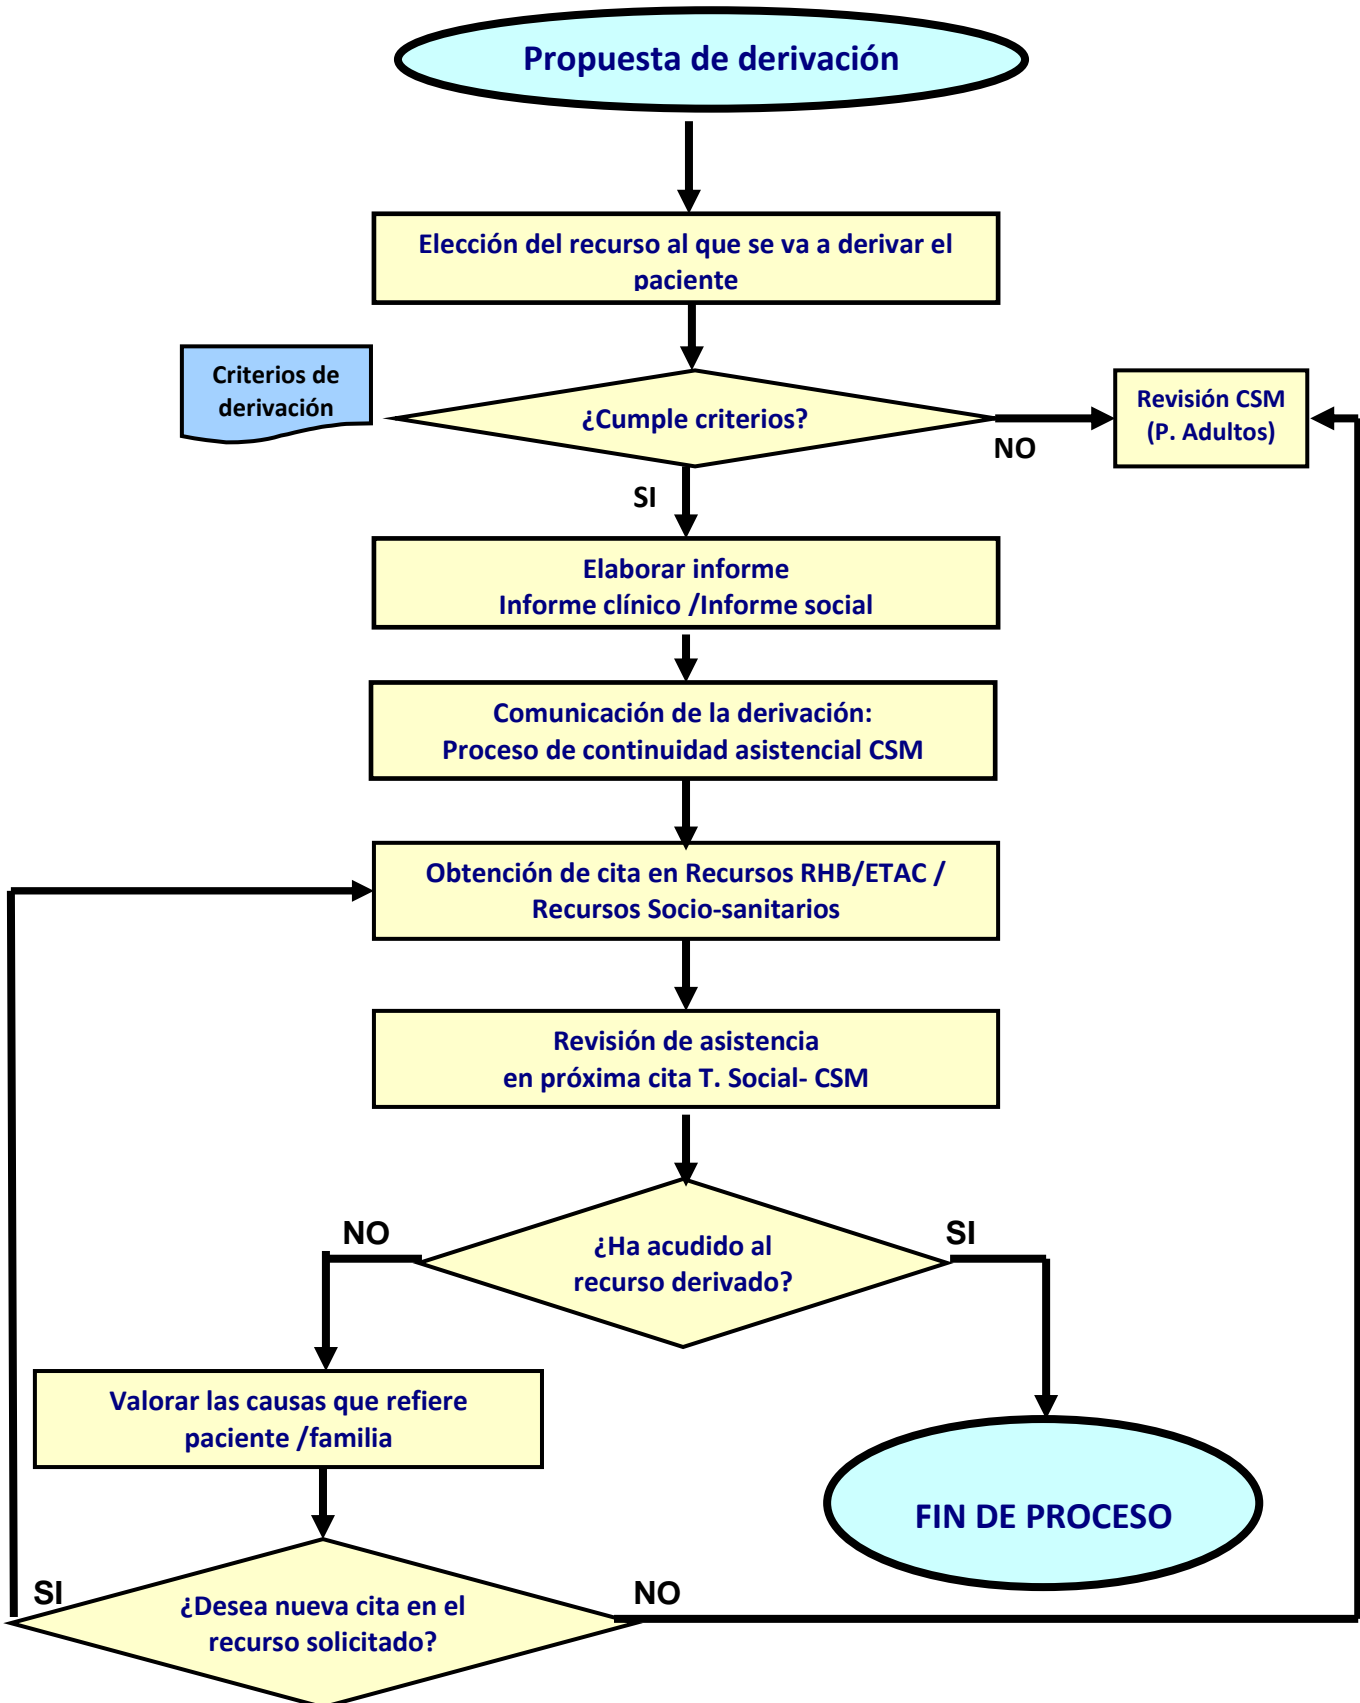 Propuesta de derivación
Elección del recurso al que se va a derivar el
paciente
Criterios de
derivación
¿Cumple criterios?
NO
Revisión CSM
(P. Adultos)
SI
Elaborar informe
Informe clínico /Informe social
Comunicación de la derivación:
Proceso de continuidad asistencial CSM
Obtención de cita en Recursos RHB/ETAC /
Recursos Socio-sanitarios
Revisión de asistencia
en próxima cita T. Social- CSM
NO
¿Ha acudido al
recurso derivado?
SI
Valorar las causas que refiere
paciente /familia
FIN DE PROCESO
SI
¿Desea nueva cita en el
recurso solicitado?
NO